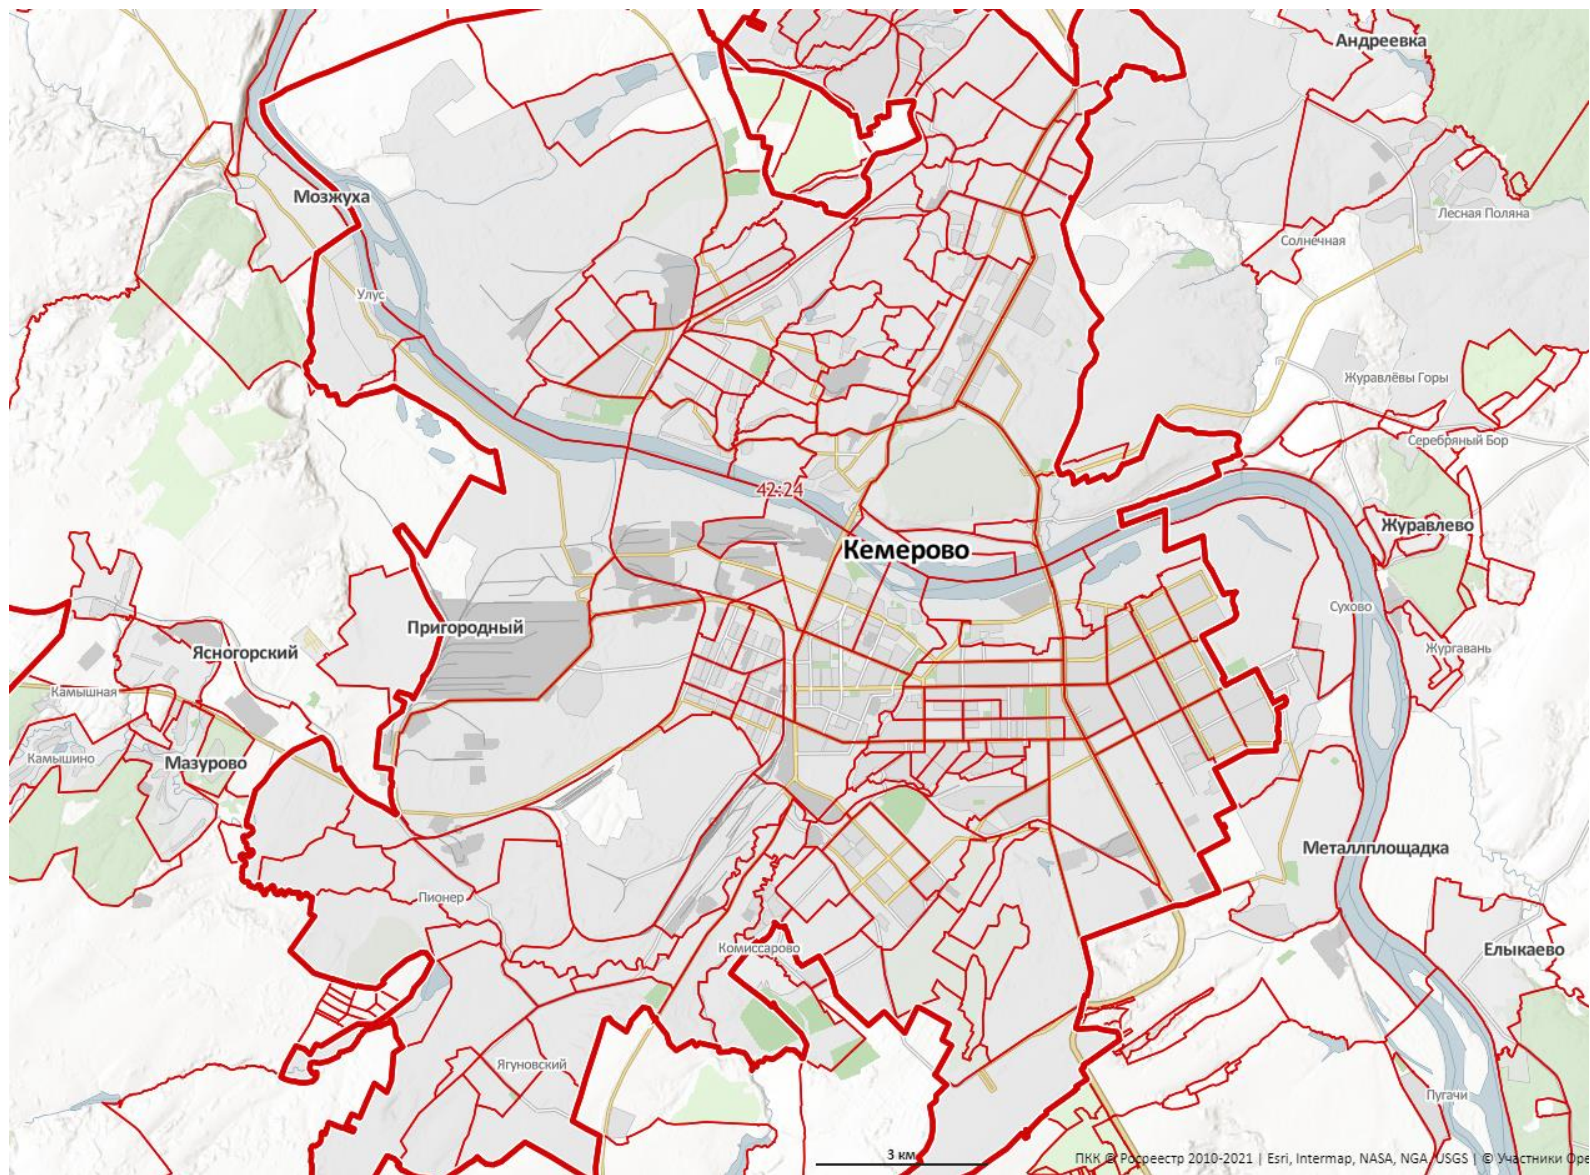 Андреевка
Мозжуха
Лесная Поляна
Солнечная
Улус
Журавлёвы Горы
Серебряный Бор
42:24
Журавлево
Кемерово
Сухово
Пригородный
Ясногорский
Жургавань
Камышная
Камышино
Мазурово
Металлплощадка
Пионер
Комиссарово
Елыкаево
Ягуновский
Пугачи
3 км
ПКК © Росреестр 2010-2021 | Esri, Intermap, NASA, NGA, USGS | © Участники Ope